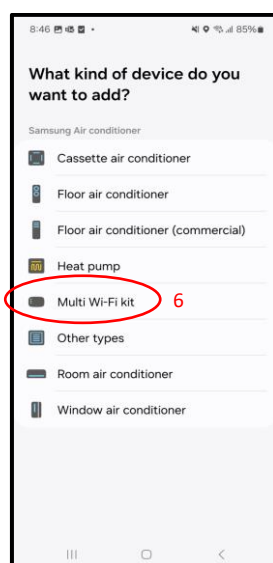 8:46
85%
What kind of device do you
want to add?
Samsung Air conditioner
Cassette air conditioner
Floor air conditioner
Floor air conditioner (commercial)
Heat pump
Multi Wi-Fi kit 6
Other types
Room air conditioner
Window air conditioner